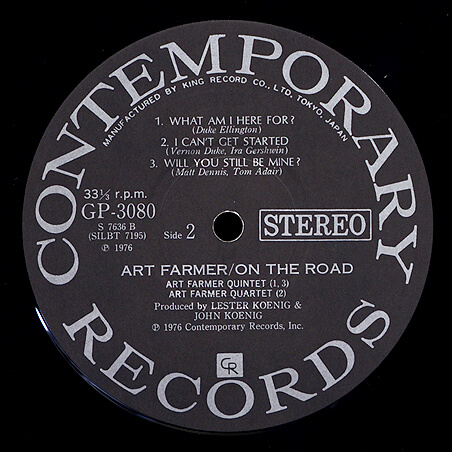 CONTEMPORARY
MANUFACTURED BY KING RECORD CO., LTD. TOKYO, JAPAN
1. WHAT AM I HERE FOR?
(Duke Ellington)
2. I CAN'T GET STARTED
(Vernon Duke, Ira Gershwin)
3. WILL YOU STILL BE MINE?
(Matt Dennis, Tom Adair)
33⅓ r.p.m.
GP-3080
S 7636 B
(SILBT 7195)
℗ 1976
Side 2
STEREO
ART FARMER/ON THE ROAD
ART FARMER QUINTET (1, 3)
ART FARMER QUARTET (2)
Produced by LESTER KOENIG &
JOHN KOENIG
℗ 1976 Contemporary Records, Inc.
CR
RECORDS